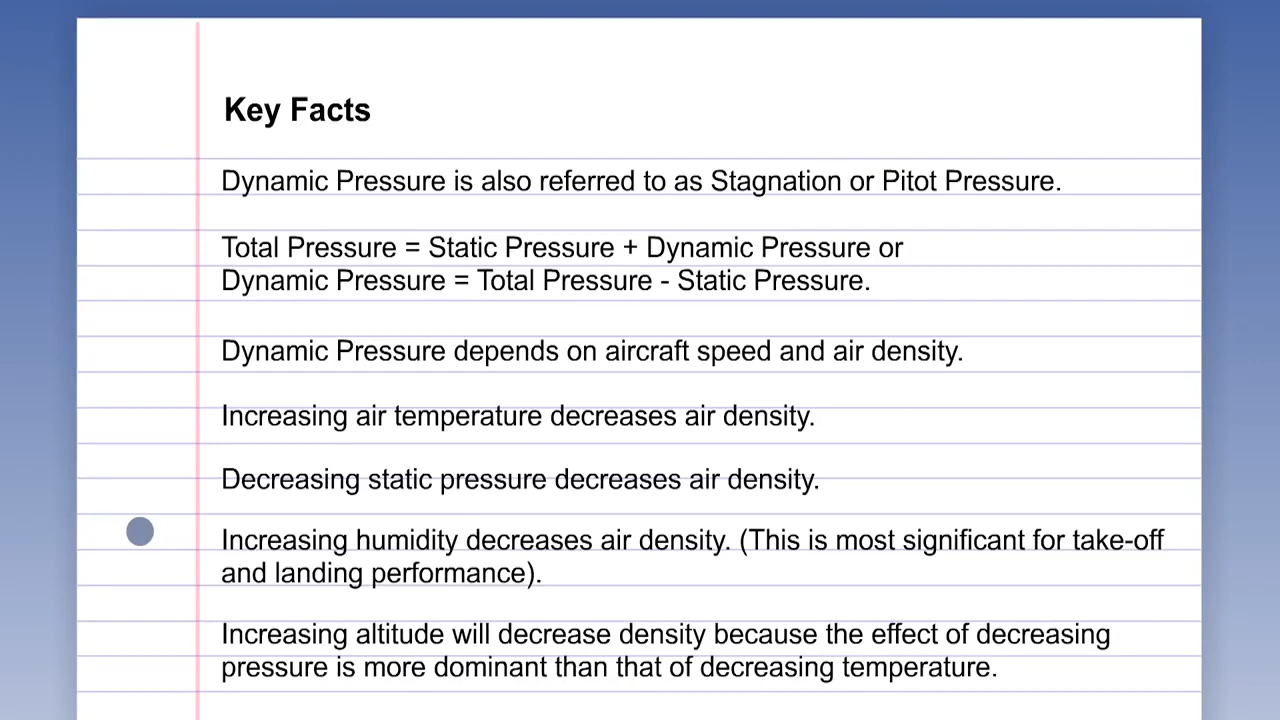 Key Facts
Dynamic Pressure is also referred to as Stagnation or Pitot Pressure.
Total Pressure = Static Pressure + Dynamic Pressure or
Dynamic Pressure = Total Pressure - Static Pressure.
Dynamic Pressure depends on aircraft speed and air density.
Increasing air temperature decreases air density.
Decreasing static pressure decreases air density.
Increasing humidity decreases air density. (This is most significant for take-off
and landing performance).
Increasing altitude will decrease density because the effect of decreasing
pressure is more dominant than that of decreasing temperature.